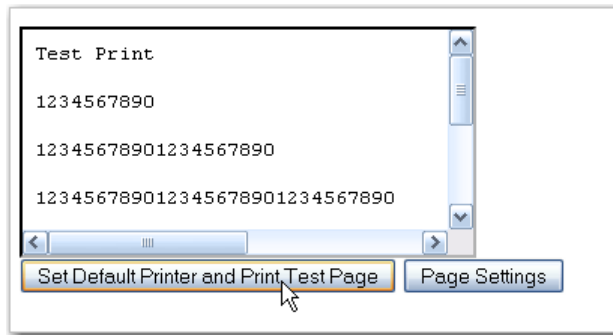 Test Print
1234567890
12345678901234567890
123456789012345678901234567890
Set Default Printer and Print Test Page
Page Settings